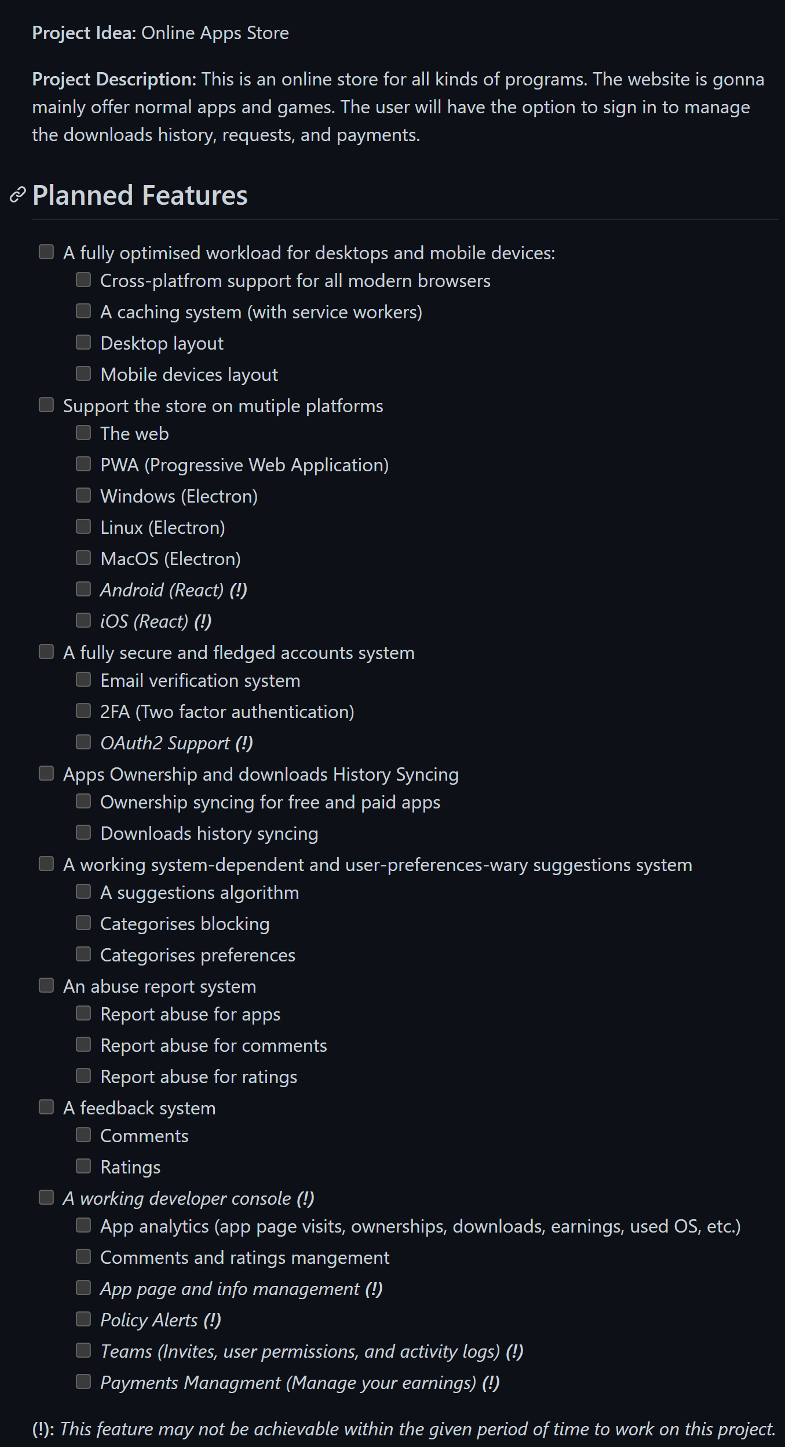 Project Idea: Online Apps Store
Project Description: This is an online store for all kinds of programs. The website is gonna
mainly offer normal apps and games. The user will have the option to sign in to manage
the downloads history, requests, and payments.
Planned Features
A fully optimised workload for desktops and mobile devices:
Cross-platfrom support for all modern browsers
A caching system (with service workers)
Desktop layout
Mobile devices layout
Support the store on mutiple platforms
The web
PWA (Progressive Web Application)
Windows (Electron)
Linux (Electron)
MacOS (Electron)
Android (React) (!)
iOS (React) (!)
A fully secure and fledged accounts system
Email verification system
2FA (Two factor authentication)
OAuth2 Support (!)
Apps Ownership and downloads History Syncing
Ownership syncing for free and paid apps
Downloads history syncing
A working system-dependent and user-preferences-wary suggestions system
A suggestions algorithm
Categorises blocking
Categorises preferences
An abuse report system
Report abuse for apps
Report abuse for comments
Report abuse for ratings
A feedback system
Comments
Ratings
A working developer console (!)
App analytics (app page visits, ownerships, downloads, earnings, used OS, etc.)
Comments and ratings mangement
App page and info management (!)
Policy Alerts (!)
Teams (Invites, user permissions, and activity logs) (!)
Payments Managment (Manage your earnings) (!)
(!): This feature may not be achievable within the given period of time to work on this project.